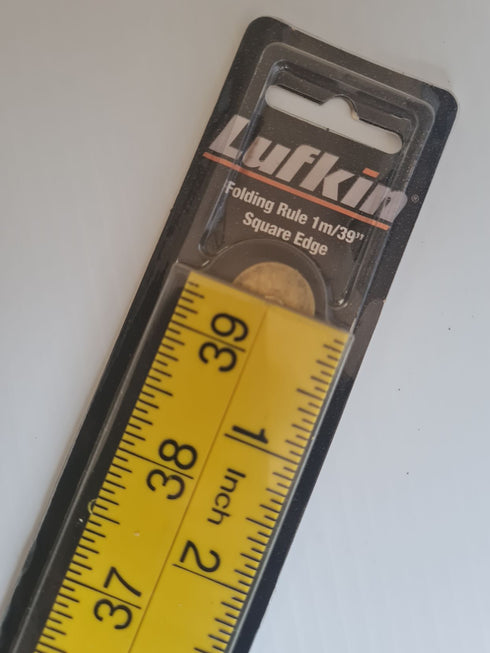 Lufkin®
Folding Rule 1m/39"
Square Edge
39
1
Inch
38
2
37